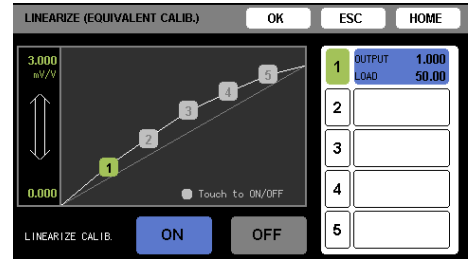 LINEARIZE (EQUIVALENT CALIB.) OK ESC HOME
3.000
mV/V
0.000
1
2
3
4
5
Touch to ON/OFF
LINEARIZE CALIB. ON OFF
1 OUTPUT 1.000
LOAD 50.00
2
3
4
5